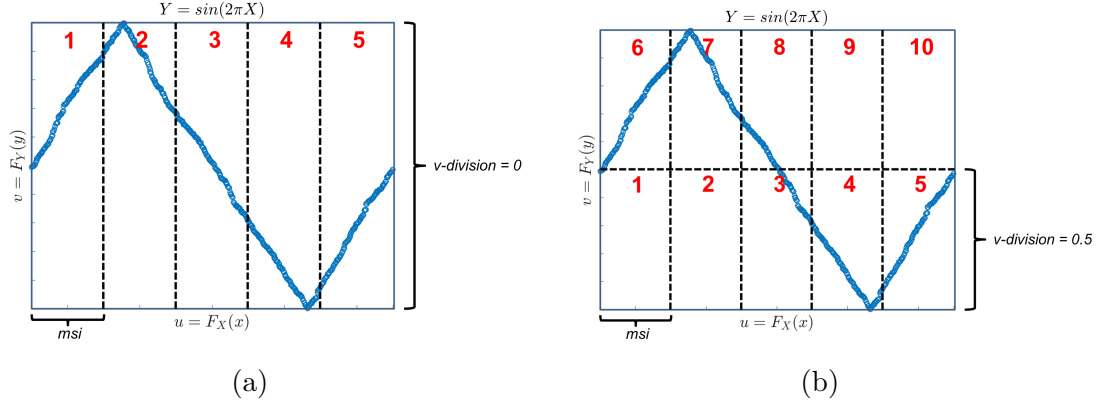 Y = sin(2πX)
1 2 3 4 5
v = F_Y(y)
v-division = 0
u = F_X(x)
msi
(a)
Y = sin(2πX)
6 7 8 9 10
v = F_Y(y)
1 2 3 4 5
v-division = 0.5
u = F_X(x)
msi
(b)